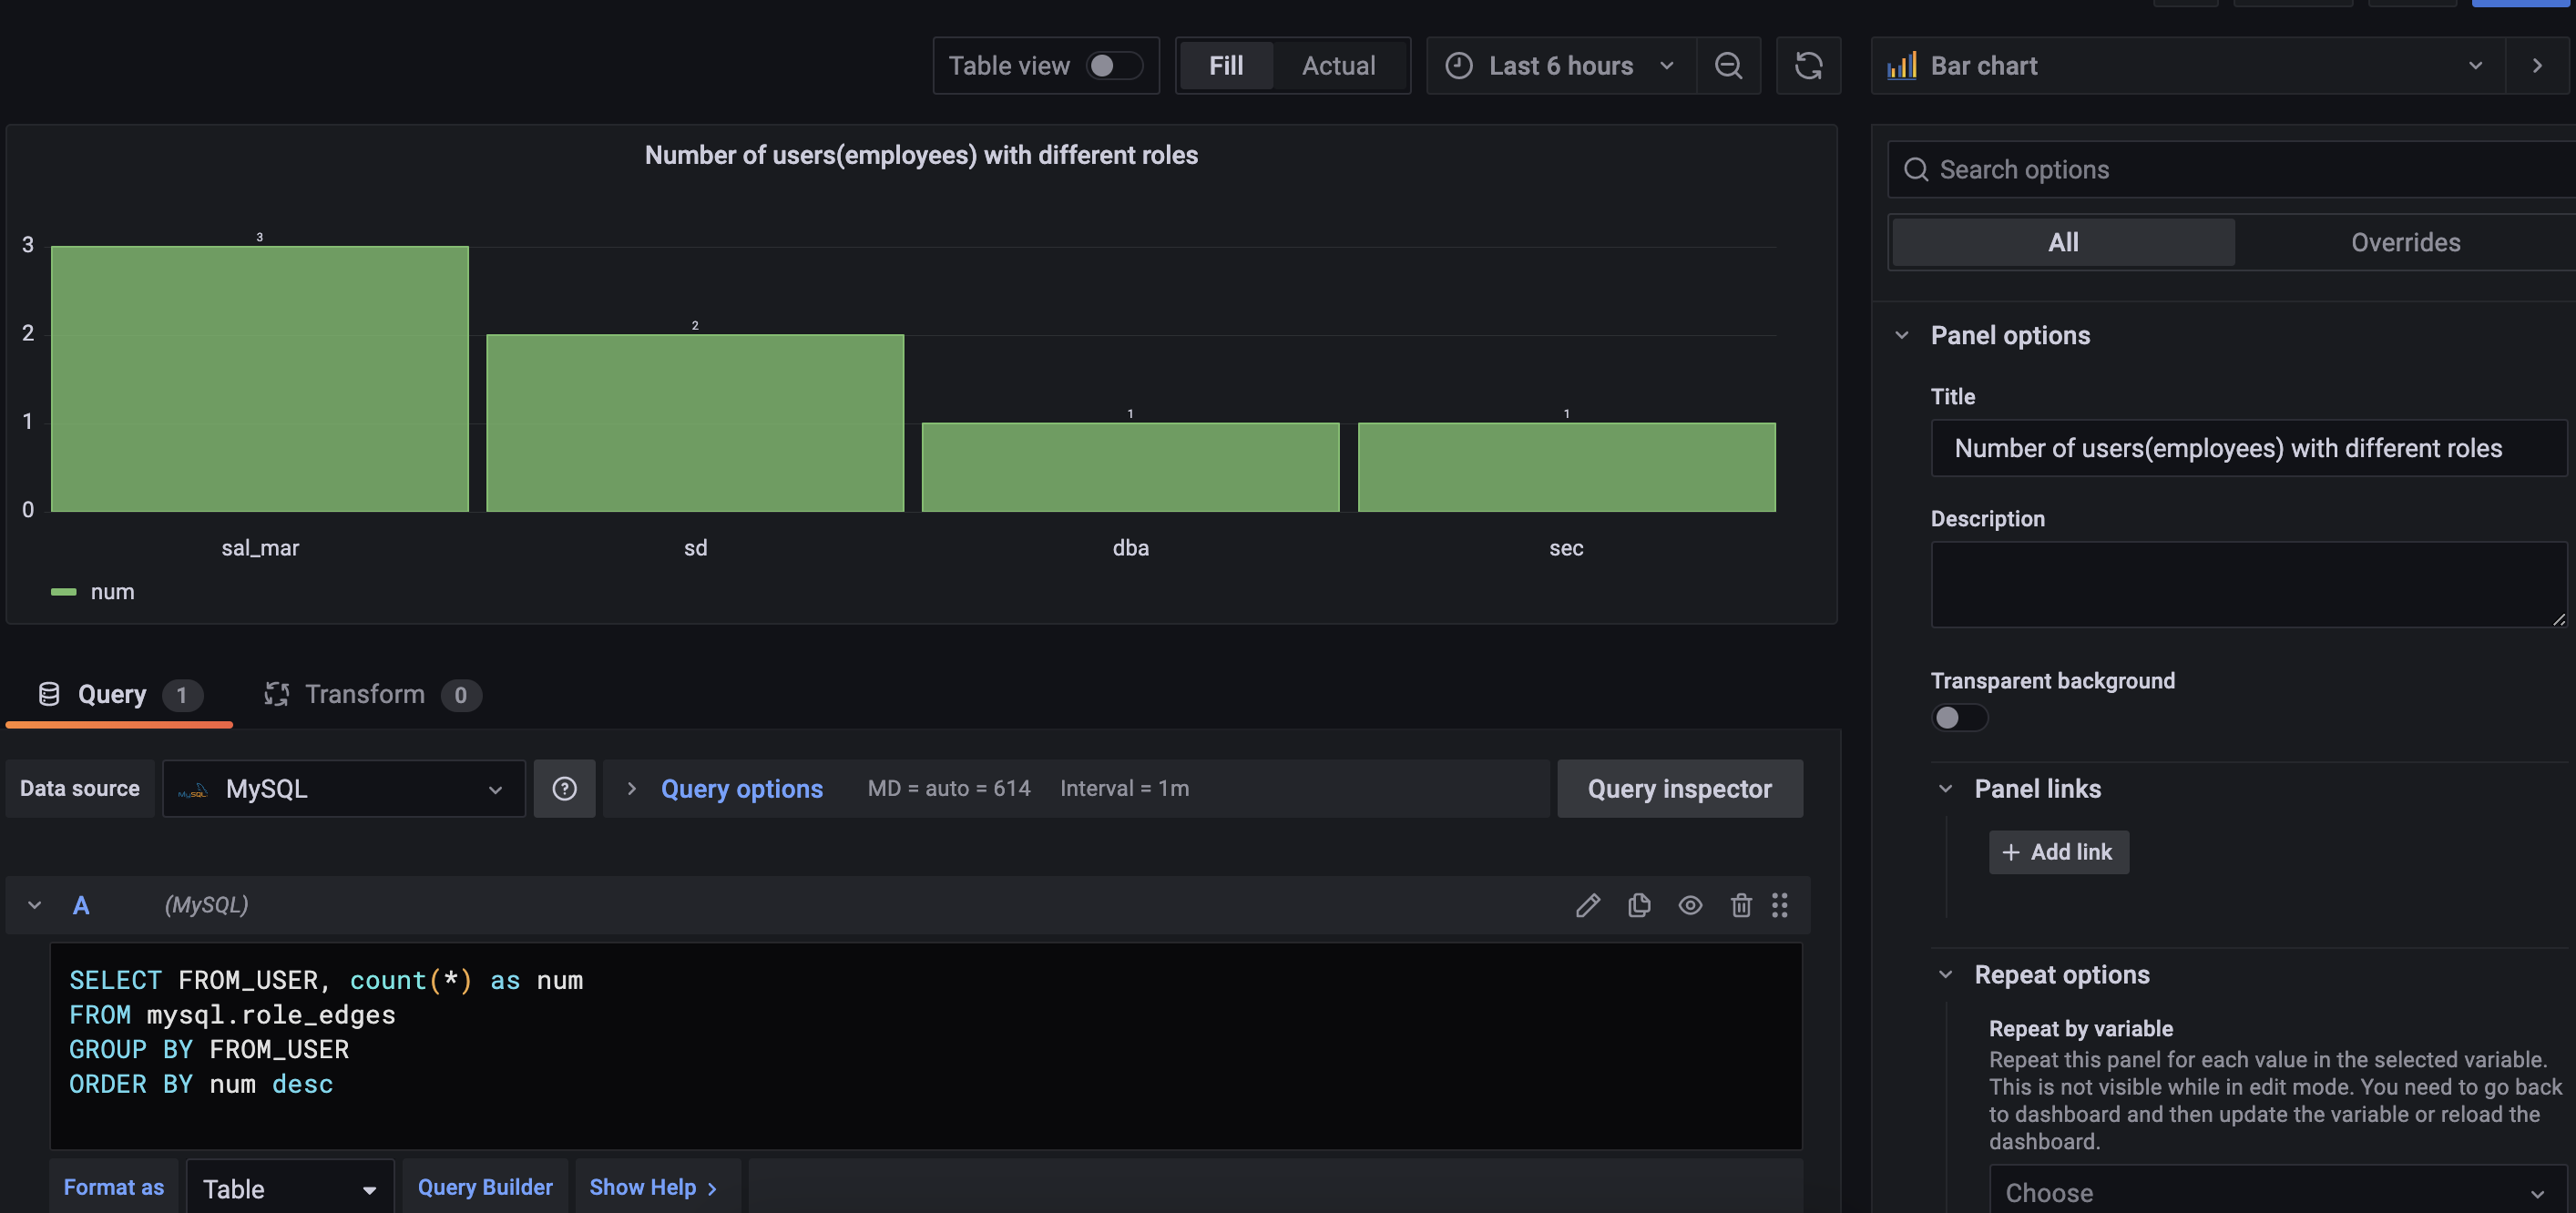 Table view
Fill
Actual
Last 6 hours
Bar chart
Number of users(employees) with different roles
3
2
1
0
3
2
1
1
sal_mar
sd
dba
sec
num
Query 1
Transform 0
Data source
MySQL
MySQL
Query options
MD = auto = 614
Interval = 1m
Query inspector
A
(MySQL)
SELECT FROM_USER, count(*) as num
FROM mysql.role_edges
GROUP BY FROM_USER
ORDER BY num desc
Format as
Table
Query Builder
Show Help
Search options
All
Overrides
Panel options
Title
Number of users(employees) with different roles
Description
Transparent background
Panel links
+ Add link
Repeat options
Repeat by variable
Repeat this panel for each value in the selected variable.
This is not visible while in edit mode. You need to go back
to dashboard and then update the variable or reload the
dashboard.
Choose